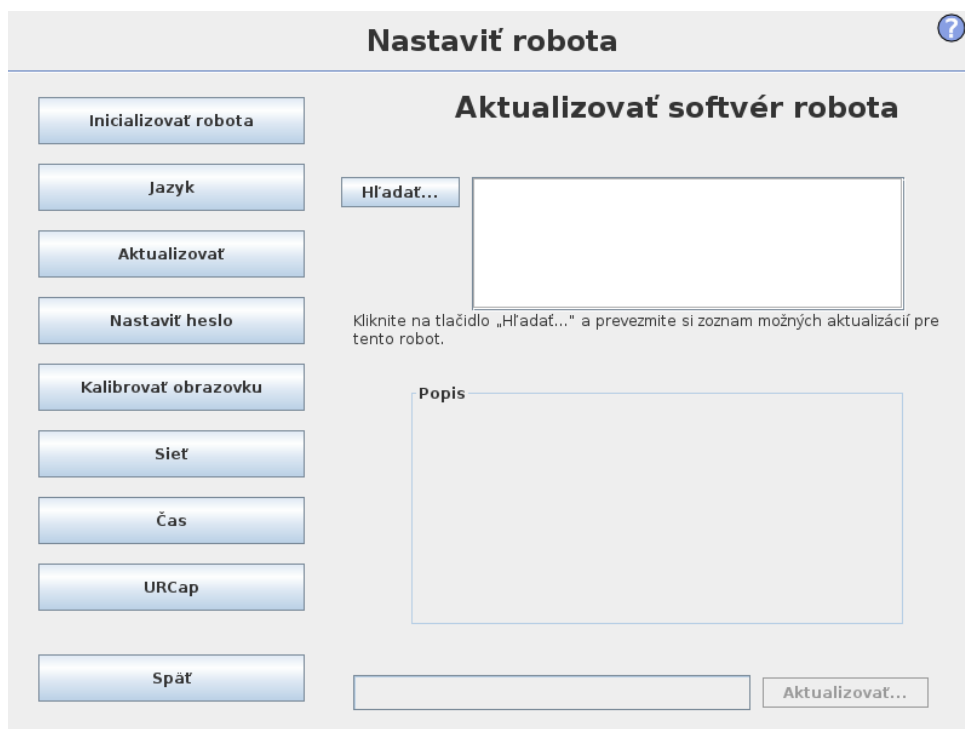 Nastaviť robota
?
Inicializovať robota
Jazyk
Aktualizovať
Nastaviť heslo
Kalibrovať obrazovku
Sieť
Čas
URCap
Späť
Aktualizovať softvér robota
Hľadať...
Kliknite na tlačidlo „Hľadať..." a prevezmite si zoznam možných aktualizácií pre
tento robot.
Popis
Aktualizovať...